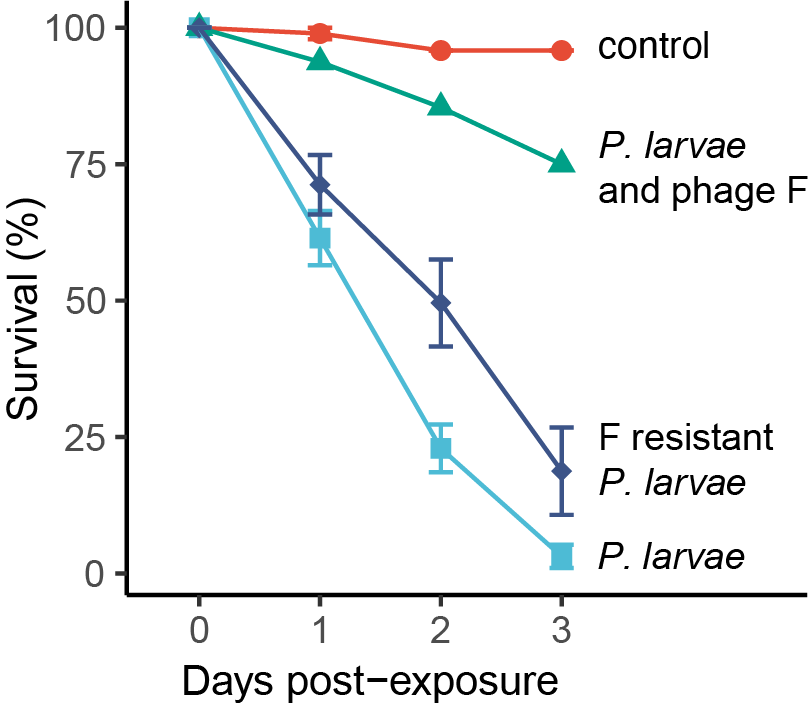 100
control
P. larvae
and phage F
75
Survival (%)
50
25
F resistant
P. larvae
P. larvae
0
0 1 2 3
Days post−exposure